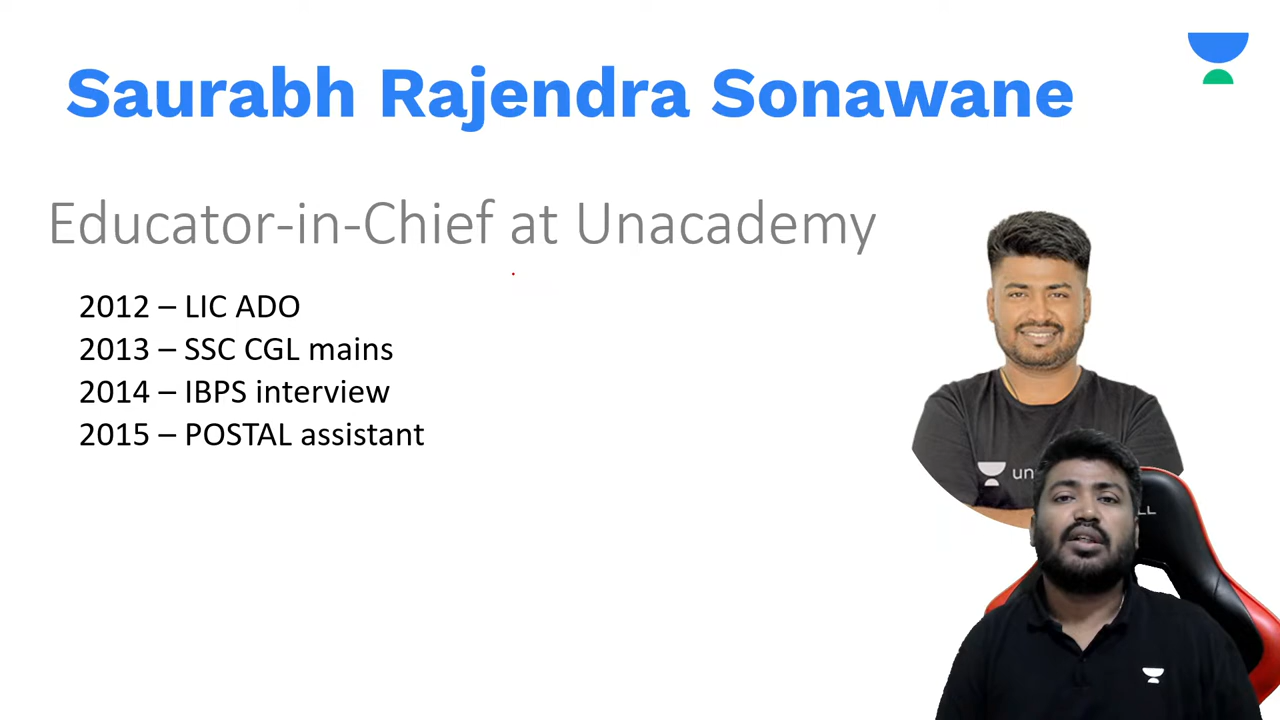 Saurabh Rajendra Sonawane
Educator-in-Chief at Unacademy
2012 – LIC ADO
2013 – SSC CGL mains
2014 – IBPS interview
2015 – POSTAL assistant